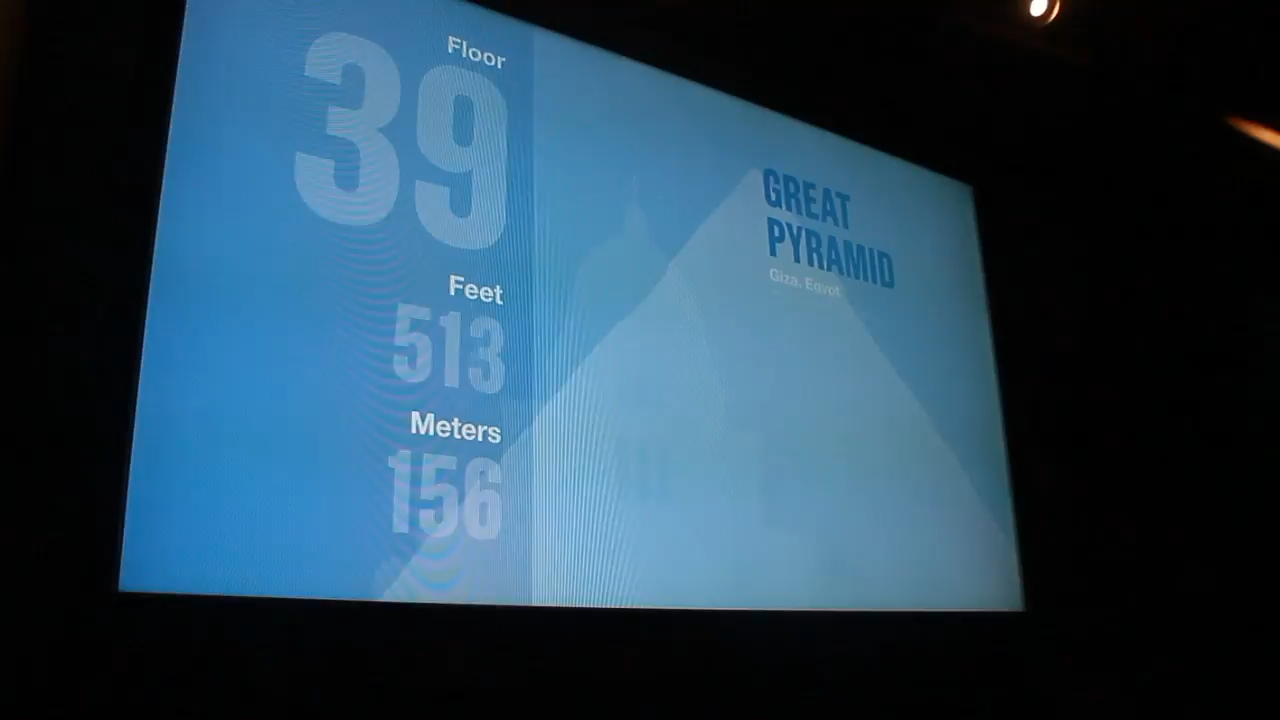 Floor
39
Feet
513
Meters
156
GREAT
PYRAMID
Giza, Egypt